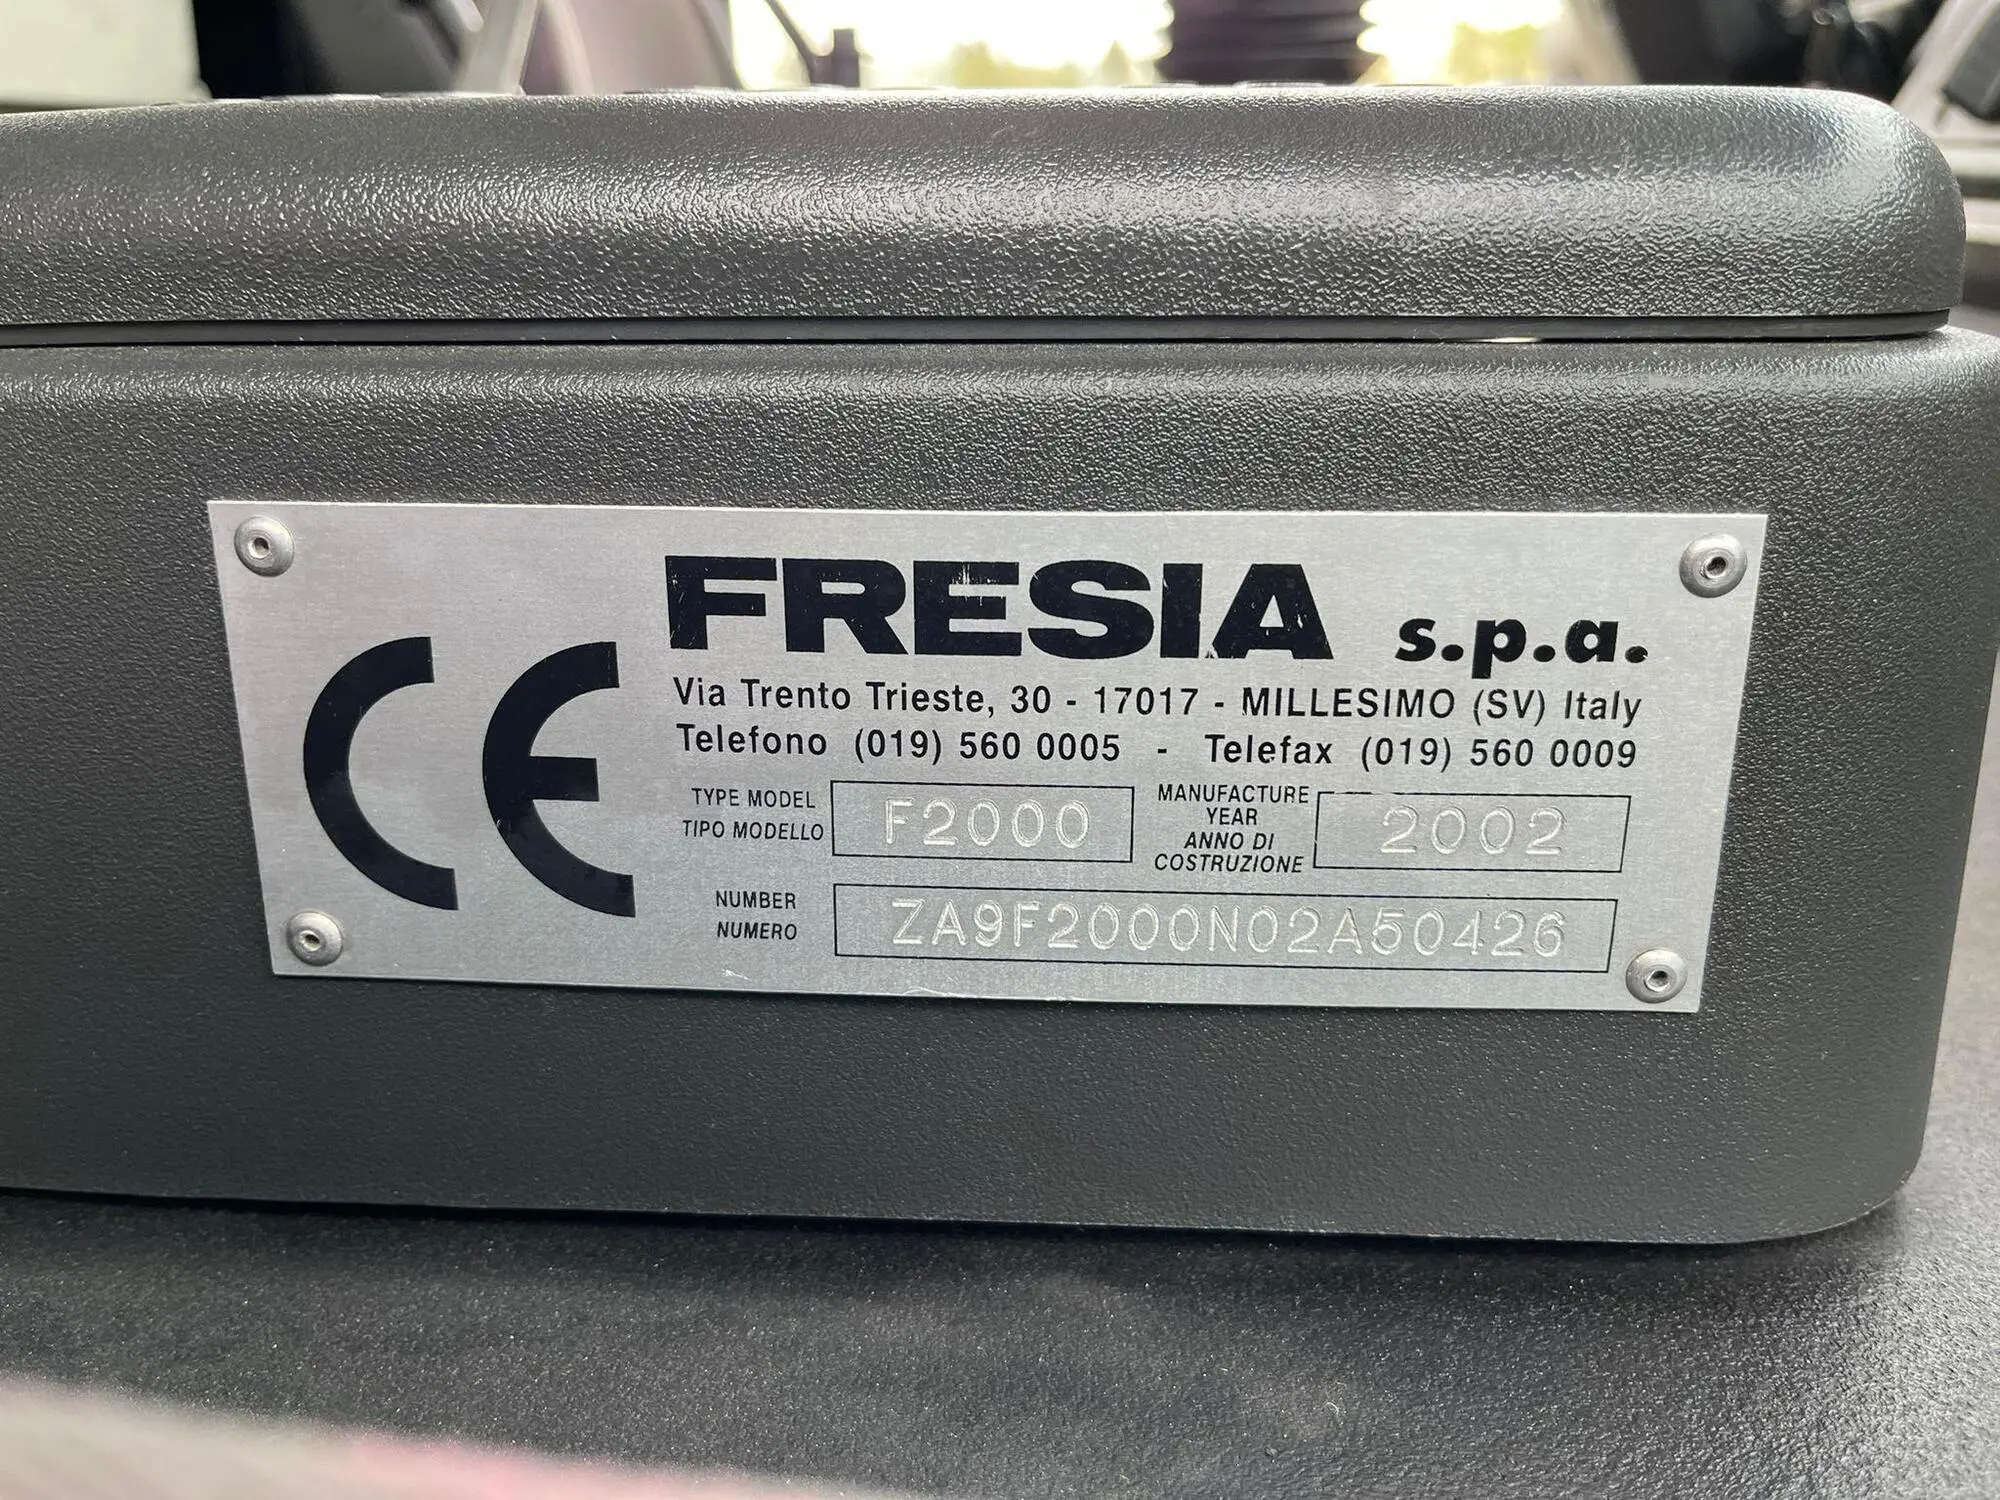 CE
FRESIA s.p.a.
Via Trento Trieste, 30 - 17017 - MILLESIMO (SV) Italy
Telefono (019) 560 0005 - Telefax (019) 560 0009
TYPE MODEL
TIPO MODELLO
F2000
MANUFACTURE
YEAR
ANNO DI
COSTRUZIONE
2002
NUMBER
NUMERO
ZA9F2000N02A50426